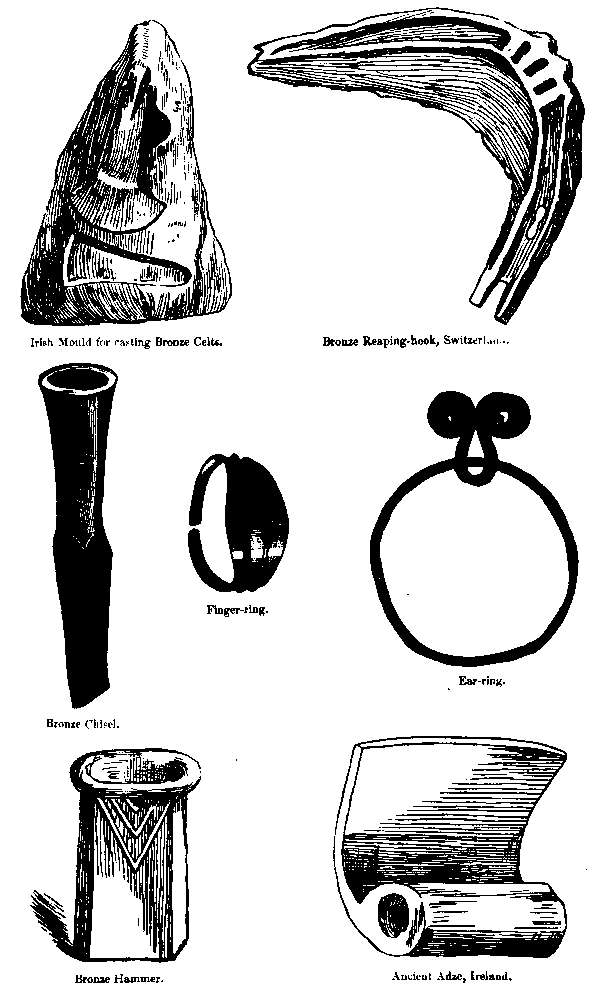 Irish Mould for casting Bronze Celts.
Bronze Reaping-hook,
Finger-ring.
Ear-ring.
Bronze Chisel.
Bronze Hammer.
Ancient Adze, Ireland.